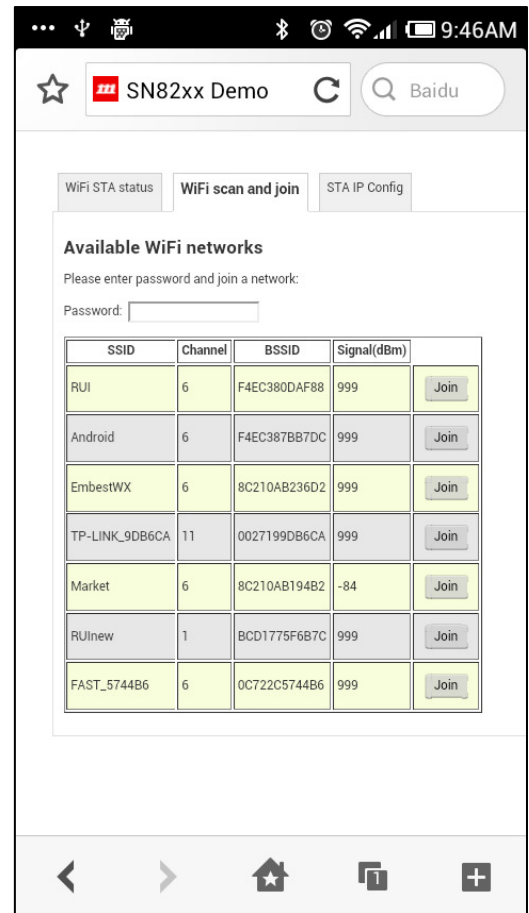 9:46AM
SN82xx Demo
Baidu
WiFi STA status WiFi scan and join STA IP Config
Available WiFi networks
Please enter password and join a network:
Password:
SSID Channel BSSID Signal(dBm)
RUI 6 F4EC380DAF88 999 Join
Android 6 F4EC387BB7DC 999 Join
EmbestWX 6 8C210AB236D2 999 Join
TP-LINK_9DB6CA 11 0027199DB6CA 999 Join
Market 6 8C210AB194B2 -84 Join
RUInew 1 BCD1775F6B7C 999 Join
FAST_5744B6 6 0C722C5744B6 999 Join
1